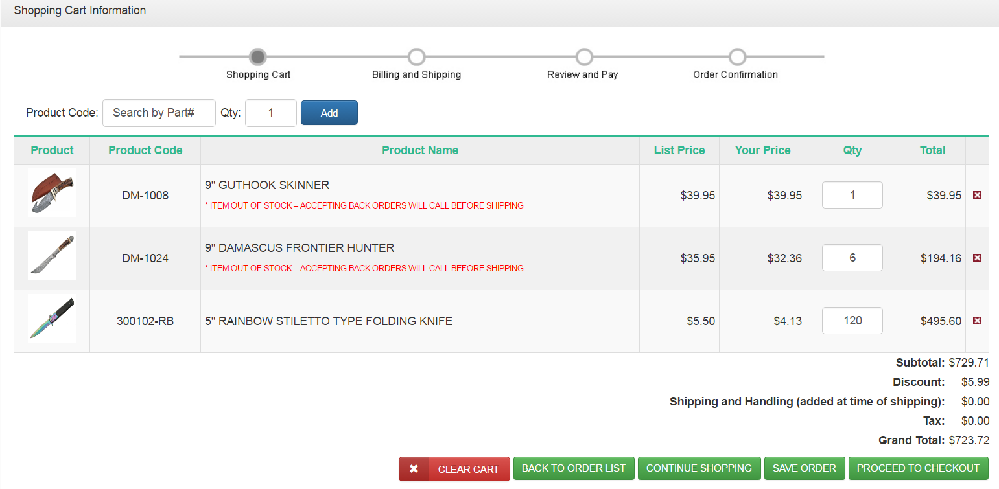 Shopping Cart Information
Shopping Cart Billing and Shipping Review and Pay Order Confirmation
Product Code: Search by Part# Qty: 1 Add
Product Product Code Product Name List Price Your Price Qty Total
9" GUTHOOK SKINNER
DM-1008 $39.95 $39.95 1 $39.95
* ITEM OUT OF STOCK – ACCEPTING BACK ORDERS WILL CALL BEFORE SHIPPING
9" DAMASCUS FRONTIER HUNTER
DM-1024 $35.95 $32.36 6 $194.16
* ITEM OUT OF STOCK – ACCEPTING BACK ORDERS WILL CALL BEFORE SHIPPING
300102-RB 5" RAINBOW STILETTO TYPE FOLDING KNIFE $5.50 $4.13 120 $495.60
Subtotal: $729.71
Discount: $5.99
Shipping and Handling (added at time of shipping): $0.00
Tax: $0.00
Grand Total: $723.72
CLEAR CART BACK TO ORDER LIST CONTINUE SHOPPING SAVE ORDER PROCEED TO CHECKOUT